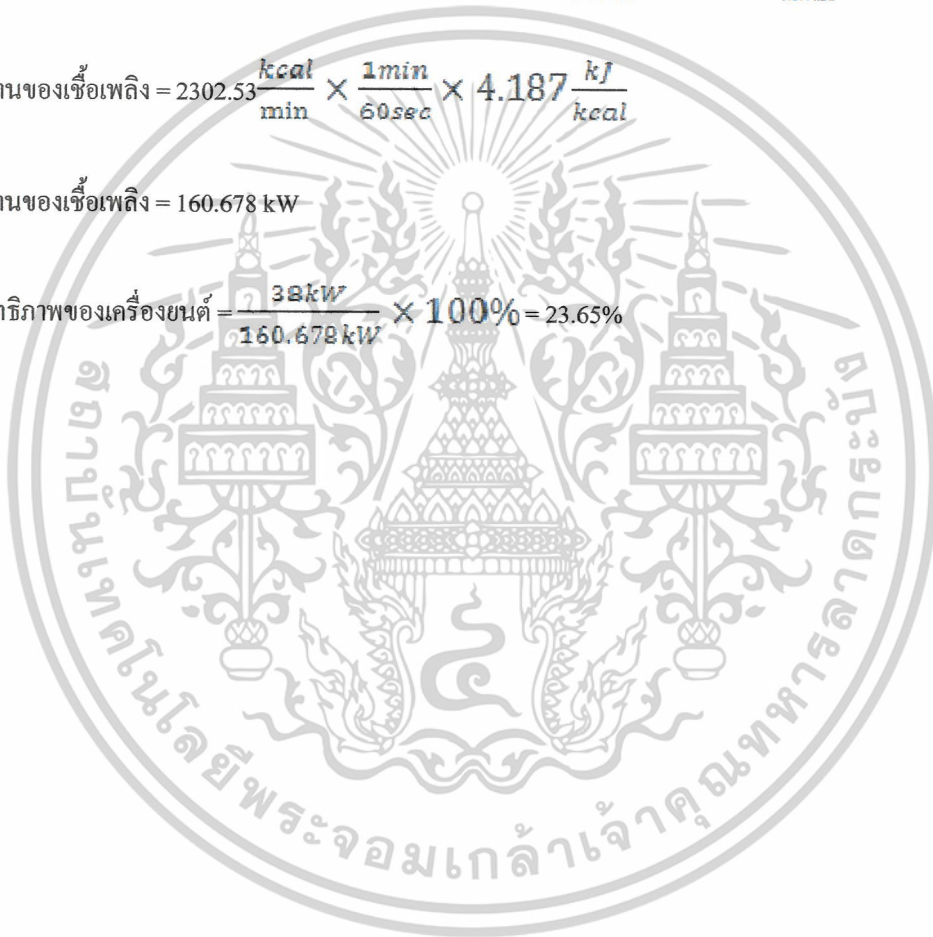 านของเชื้อเพลิง = 2302.53 kcal/min × 1min/60sec × 4.187 kJ/kcal
านของเชื้อเพลิง = 160.678 kW
ทธิภาพของเครื่องยนต์ = 38kW/160.678kW × 100% = 23.65%
สถาบันเทคโนโลยีพระจอมเกล้าเจ้าคุณทหารลาดกระบัง